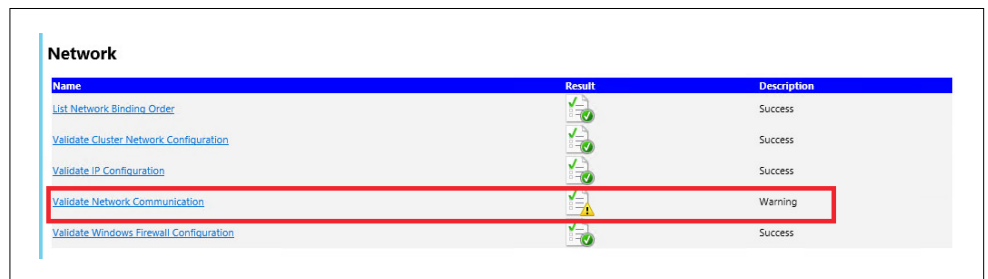 Network
Name Result Description
List Network Binding Order Success
Validate Cluster Network Configuration Success
Validate IP Configuration Success
Validate Network Communication Warning
Validate Windows Firewall Configuration Success